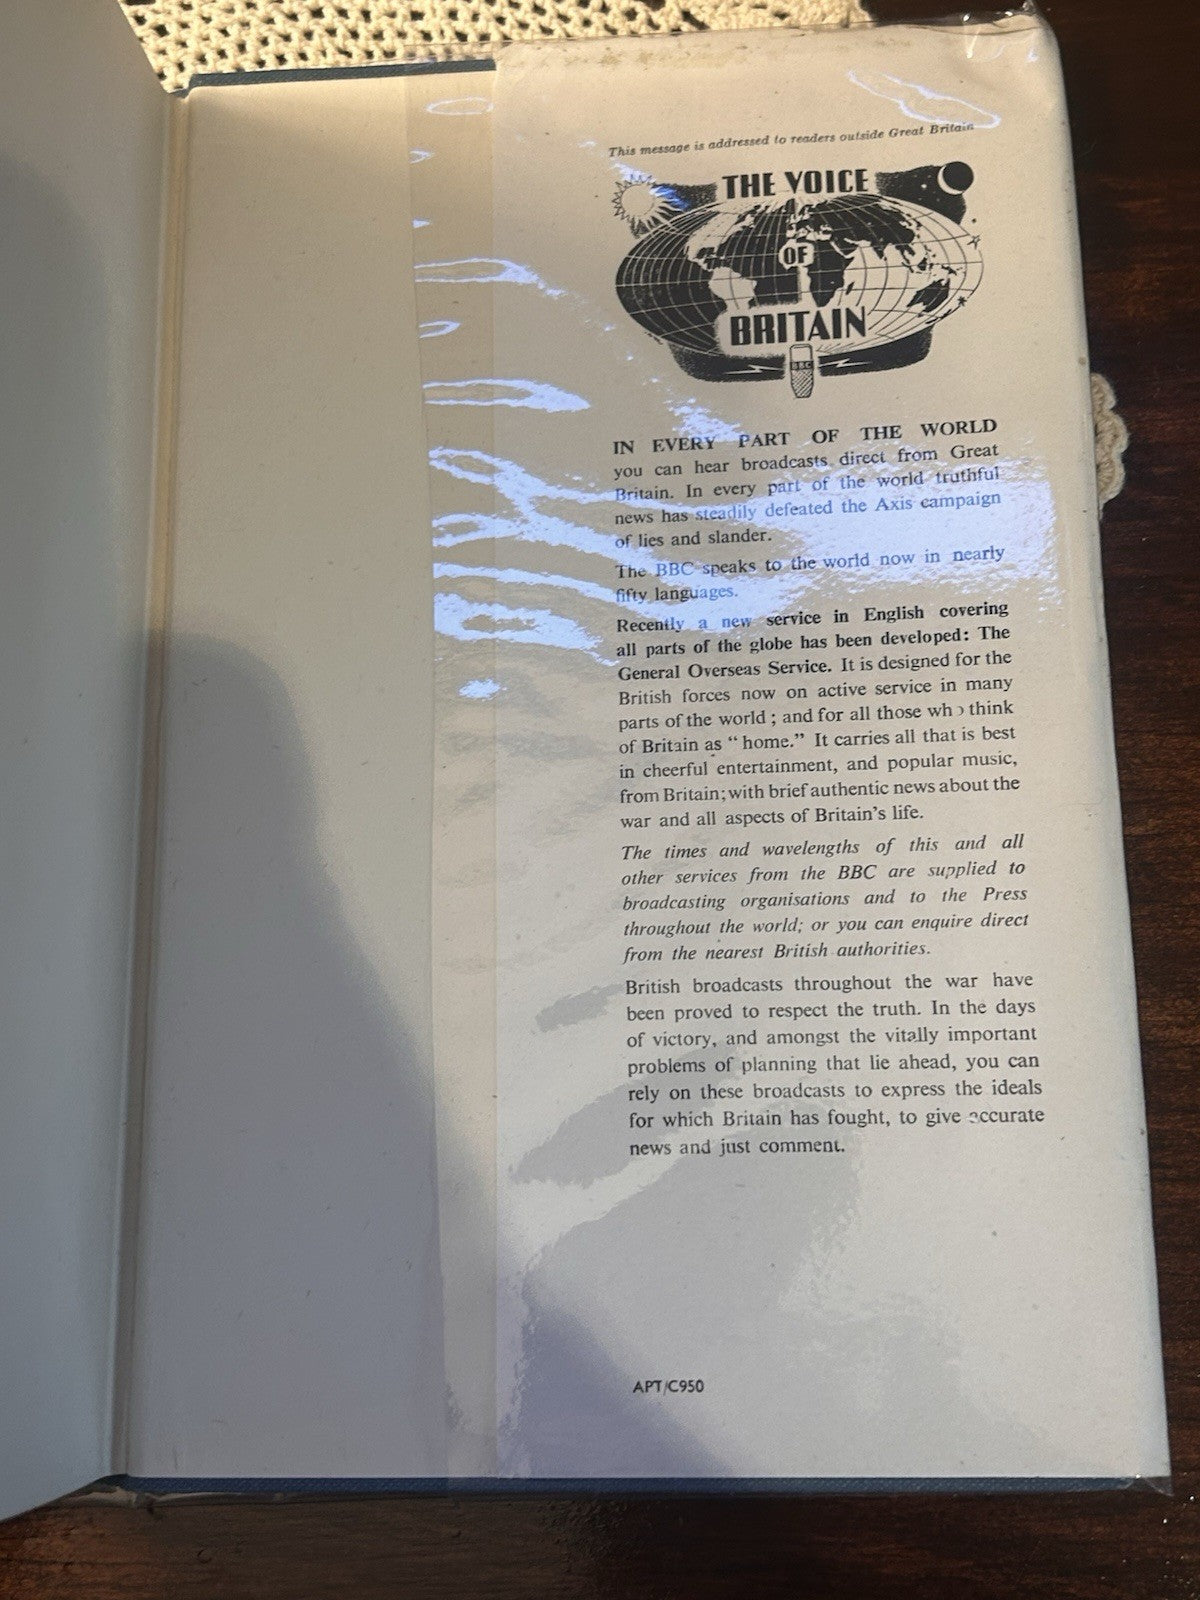 This message is addressed to readers outside Great Britain
THE VOICE
OF
BRITAIN
BBC
IN EVERY PART OF THE WORLD
you can hear broadcasts direct from Great
Britain. In every part of the world truthful
news has steadily defeated the Axis campaign
of lies and slander.
The BBC speaks to the world now in nearly
fifty languages.
Recently a new service in English covering
all parts of the globe has been developed: The
General Overseas Service. It is designed for the
British forces now on active service in many
parts of the world; and for all those who think
of Britain as "home." It carries all that is best
in cheerful entertainment, and popular music,
from Britain; with brief authentic news about the
war and all aspects of Britain's life.
The times and wavelengths of this and all
other services from the BBC are supplied to
broadcasting organisations and to the Press
throughout the world; or you can enquire direct
from the nearest British authorities.
British broadcasts throughout the war have
been proved to respect the truth. In the days
of victory, and amongst the vitally important
problems of planning that lie ahead, you can
rely on these broadcasts to express the ideals
for which Britain has fought, to give accurate
news and just comment.
APT/C950